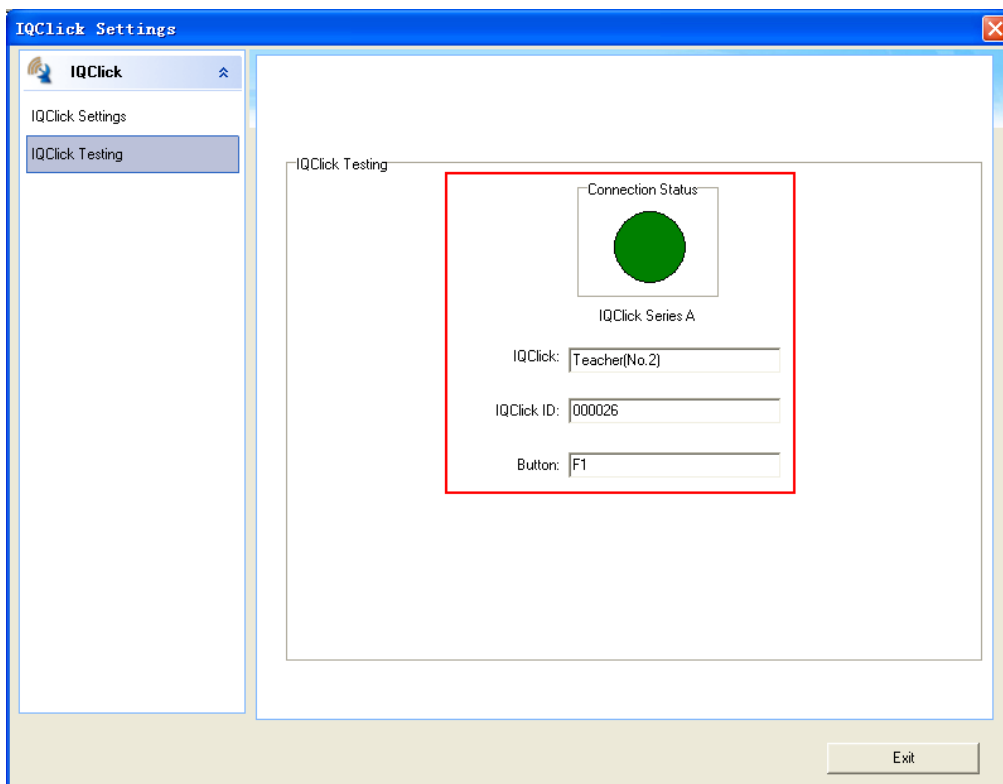 IQClick Settings
IQClick
IQClick Settings
IQClick Testing
IQClick Testing
Connection Status
IQClick Series A
IQClick: Teacher(No.2)
IQClick ID: 000026
Button: F1
Exit